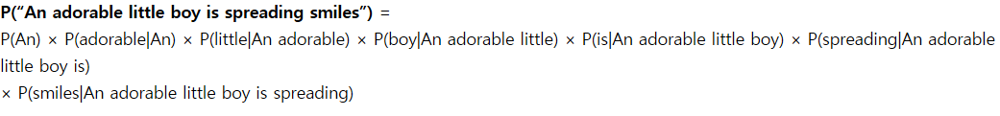 P(“An adorable little boy is spreading smiles”) =
P(An) × P(adorable|An) × P(little|An adorable) × P(boy|An adorable little) × P(is|An adorable little boy) × P(spreading|An adorable
little boy is)
× P(smiles|An adorable little boy is spreading)